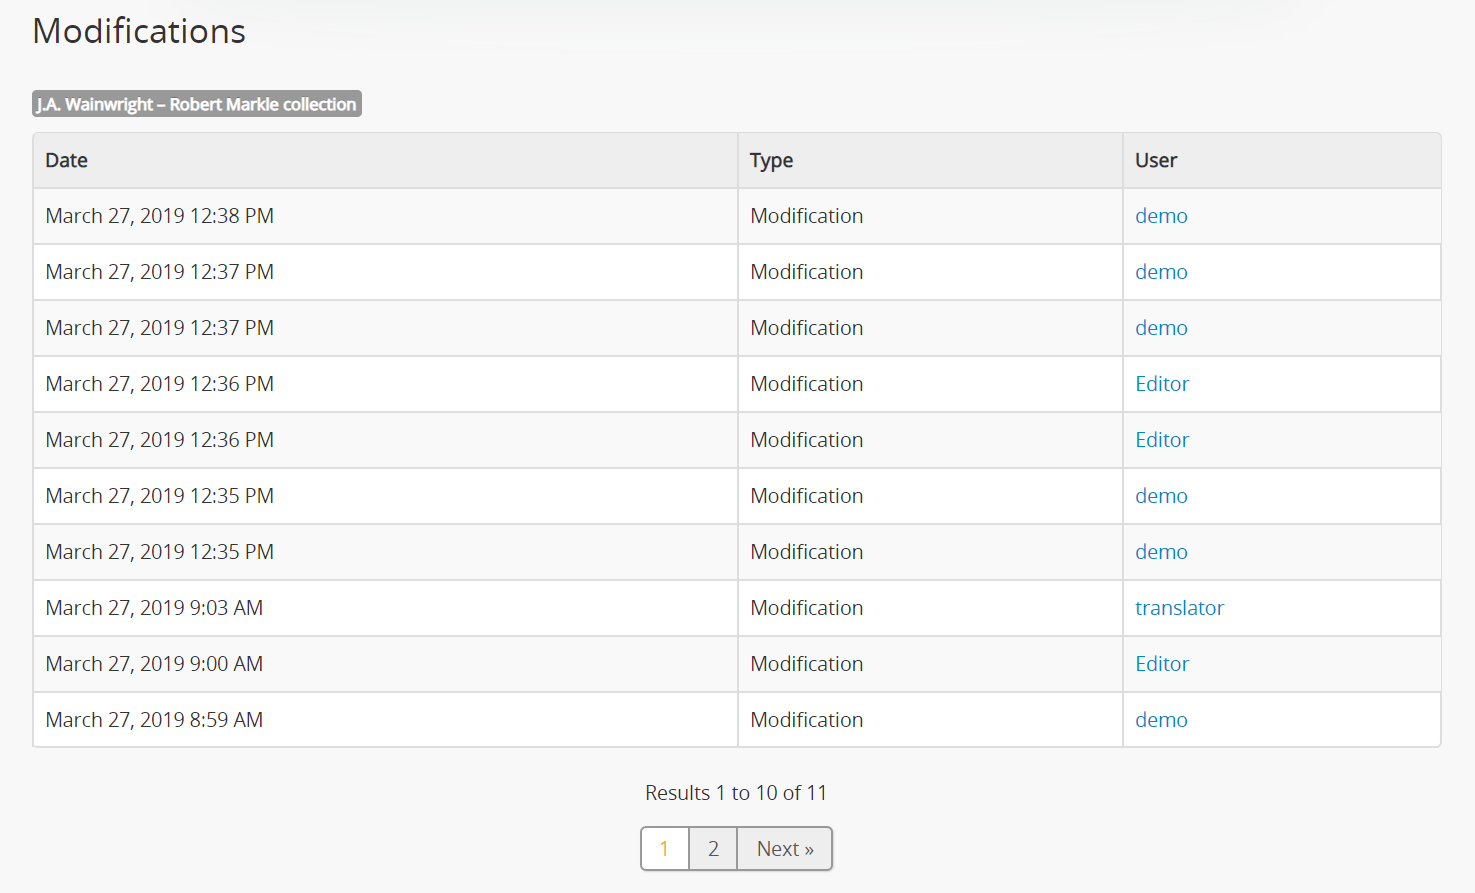 Modifications
J.A. Wainwright – Robert Markle collection
Date Type User
March 27, 2019 12:38 PM Modification demo
March 27, 2019 12:37 PM Modification demo
March 27, 2019 12:37 PM Modification demo
March 27, 2019 12:36 PM Modification Editor
March 27, 2019 12:36 PM Modification Editor
March 27, 2019 12:35 PM Modification demo
March 27, 2019 12:35 PM Modification demo
March 27, 2019 9:03 AM Modification translator
March 27, 2019 9:00 AM Modification Editor
March 27, 2019 8:59 AM Modification demo
Results 1 to 10 of 11
1 2 Next »